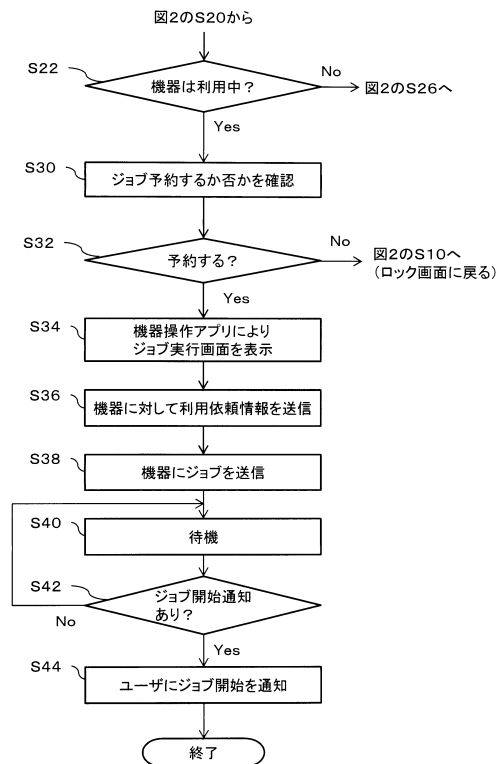 図2のS20から
S22
機器は利用中?
No
図2のS26へ
Yes
S30
ジョブ予約するか否かを確認
S32
予約する?
No
図2のS10へ
(ロック画面に戻る)
Yes
S34
機器操作アプリにより
ジョブ実行画面を表示
S36
機器に対して利用依頼情報を送信
S38
機器にジョブを送信
S40
待機
S42
ジョブ開始通知
あり?
No
Yes
S44
ユーザにジョブ開始を通知
終了